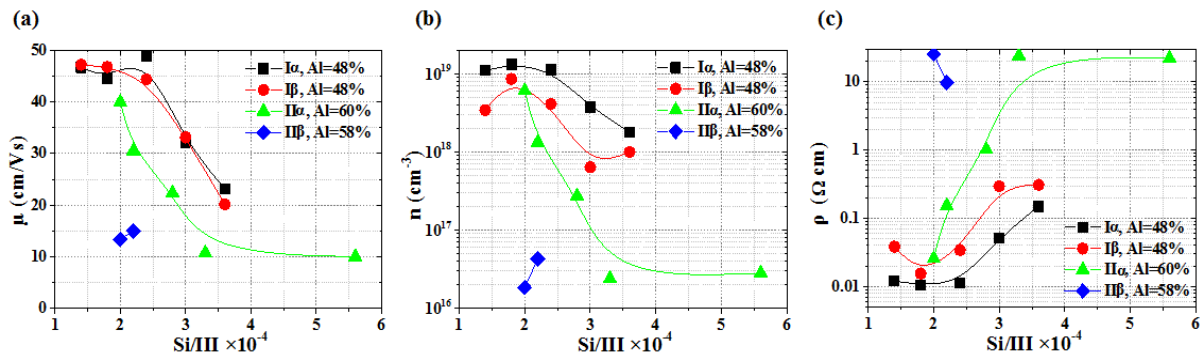 (a)
50
40
30
20
10
0
μ (cm/Vs)
Iα, Al=48%
Iβ, Al=48%
IIα, Al=60%
IIβ, Al=58%
1 2 3 4 5 6
Si/III ×10⁻⁴
(b)
10¹⁹
10¹⁸
10¹⁷
10¹⁶
n (cm⁻³)
Iα, Al=48%
Iβ, Al=48%
IIα, Al=60%
IIβ, Al=58%
1 2 3 4 5 6
Si/III ×10⁻⁴
(c)
10
1
0.1
0.01
ρ (Ω cm)
Iα, Al=48%
Iβ, Al=48%
IIα, Al=60%
IIβ, Al=58%
1 2 3 4 5 6
Si/III ×10⁻⁴